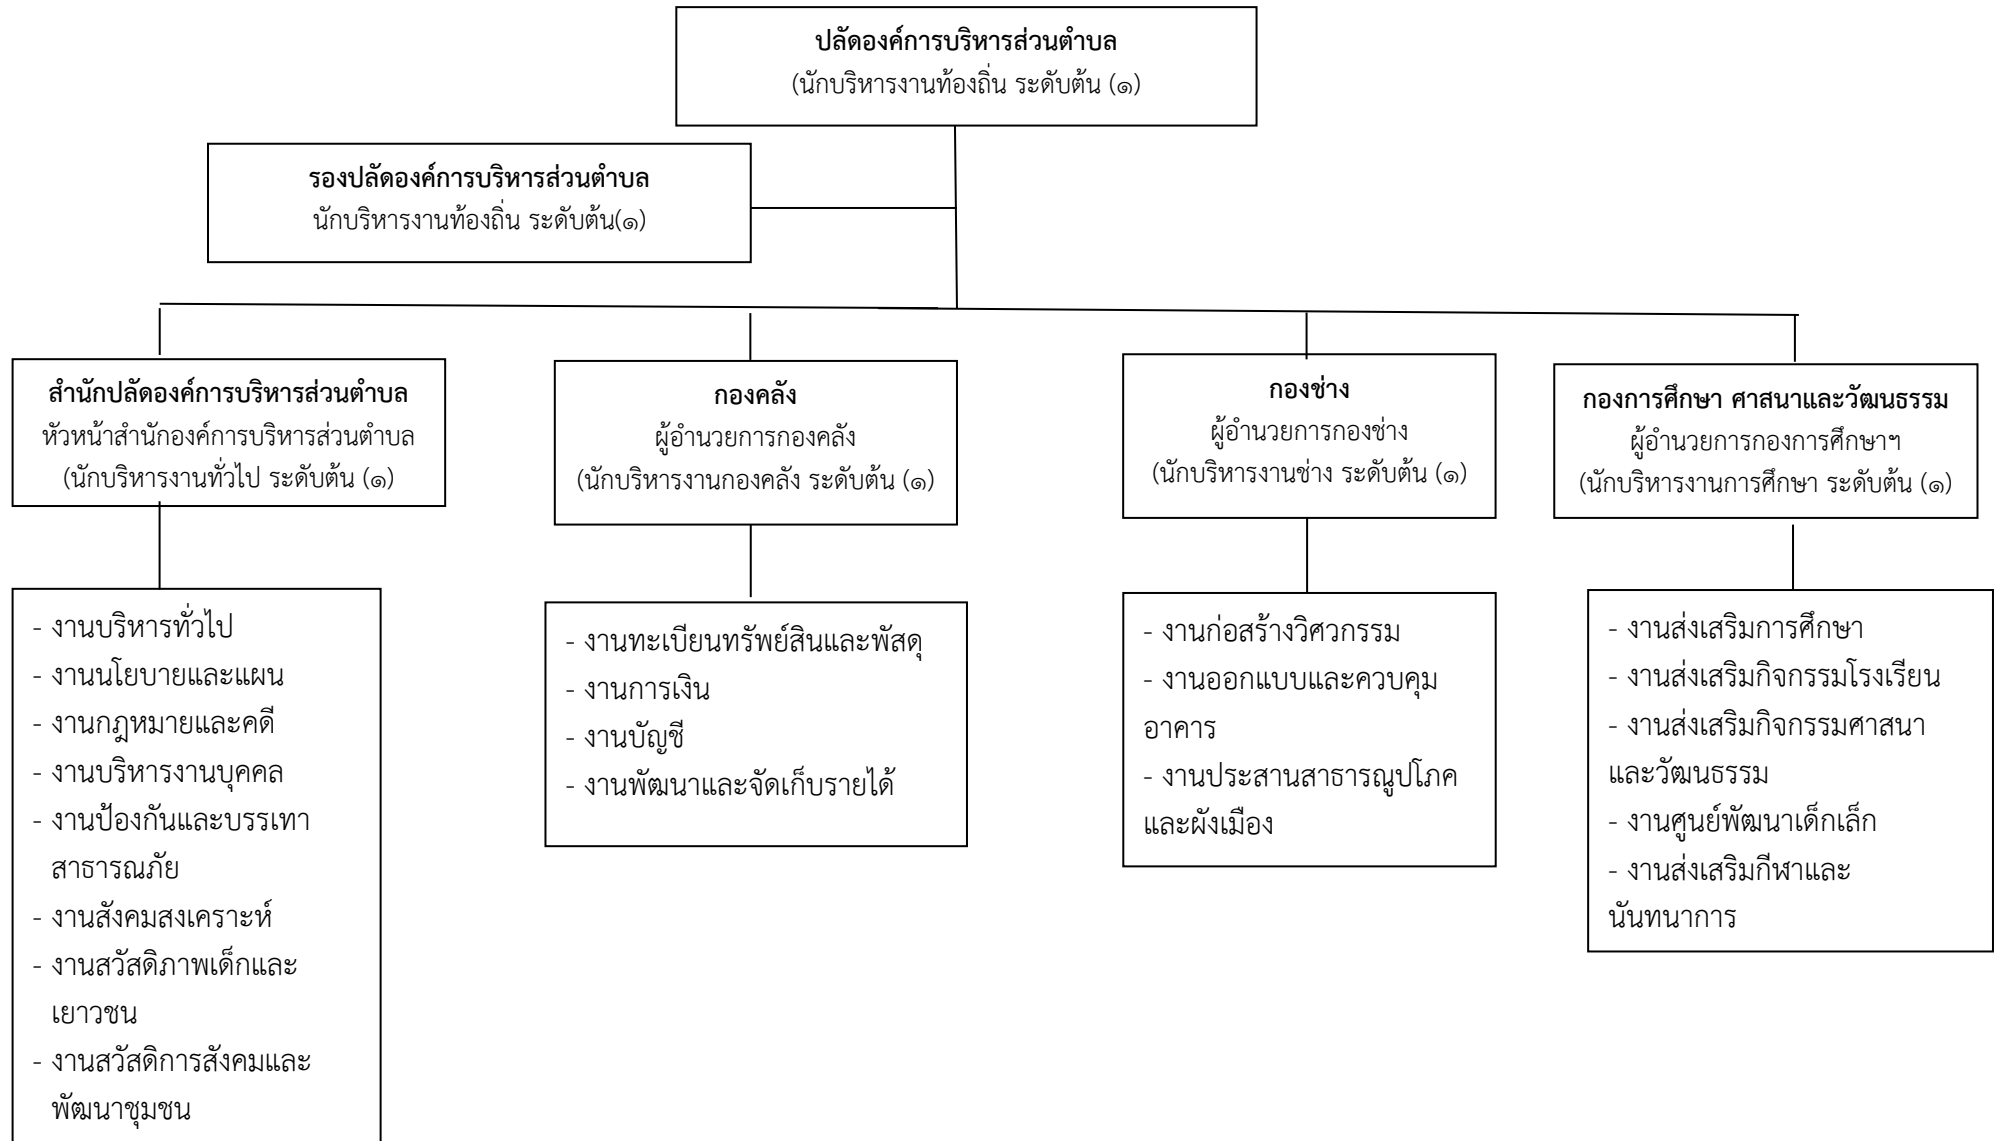 ปลัดองค์การบริหารส่วนตำบล
(นักบริหารงานท้องถิ่น ระดับต้น (๑)
รองปลัดองค์การบริหารส่วนตำบล
นักบริหารงานท้องถิ่น ระดับต้น(๑)
สำนักปลัดองค์การบริหารส่วนตำบล
หัวหน้าสำนักองค์การบริหารส่วนตำบล
(นักบริหารงานทั่วไป ระดับต้น (๑)
กองคลัง
ผู้อำนวยการกองคลัง
(นักบริหารงานกองคลัง ระดับต้น (๑)
กองช่าง
ผู้อำนวยการกองช่าง
(นักบริหารงานช่าง ระดับต้น (๑)
กองการศึกษา ศาสนาและวัฒนธรรม
ผู้อำนวยการกองการศึกษาฯ
(นักบริหารงานการศึกษา ระดับต้น (๑)
- งานบริหารทั่วไป
- งานนโยบายและแผน
- งานกฎหมายและคดี
- งานบริหารงานบุคคล
- งานป้องกันและบรรเทา
สาธารณภัย
- งานสังคมสงเคราะห์
- งานสวัสดิภาพเด็กและ
เยาวชน
- งานสวัสดิการสังคมและ
พัฒนาชุมชน
- งานทะเบียนทรัพย์สินและพัสดุ
- งานการเงิน
- งานบัญชี
- งานพัฒนาและจัดเก็บรายได้
- งานก่อสร้างวิศวกรรม
- งานออกแบบและควบคุม
อาคาร
- งานประสานสาธารณูปโภค
และผังเมือง
- งานส่งเสริมการศึกษา
- งานส่งเสริมกิจกรรมโรงเรียน
- งานส่งเสริมกิจกรรมศาสนา
และวัฒนธรรม
- งานศูนย์พัฒนาเด็กเล็ก
- งานส่งเสริมกีฬาและ
นันทนาการ